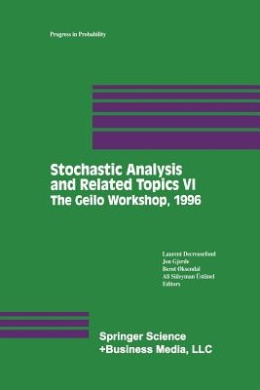 Progress in Probability
Stochastic Analysis
and Related Topics VI
The Geilo Workshop, 1996
Laurent Decreusefond
Jon Gjerde
Bernt Øksendal
Ali Süleyman Üstünel
Editors
Springer Science
+Business Media, LLC